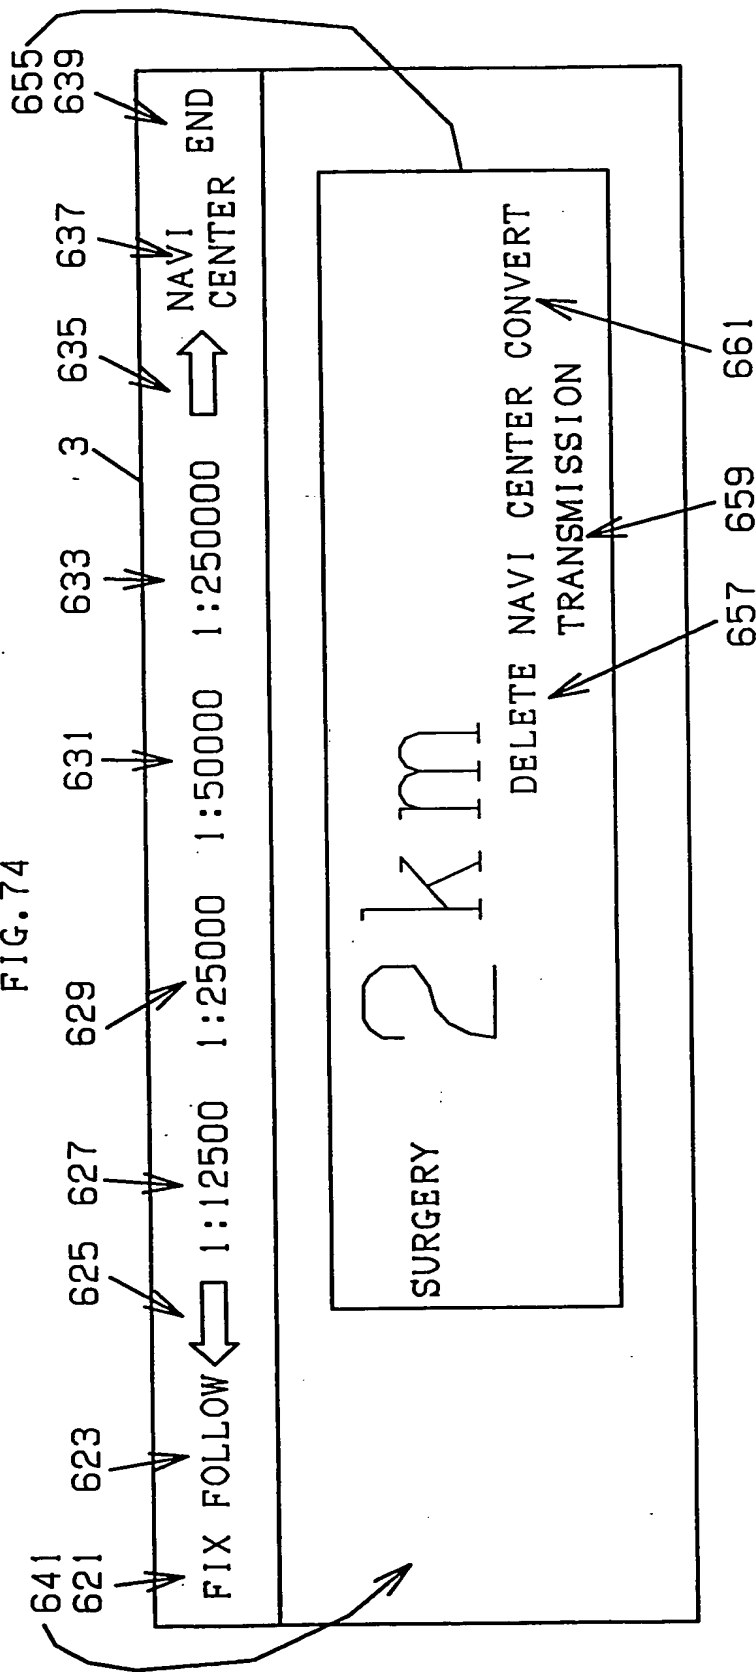 FIG.74
641
621
623
625
627
629
631
633
3
635
637
639
655
FIX FOLLOW 1:12500 1:25000 1:50000 1:250000 NAVI CENTER END
SURGERY
2km
DELETE NAVI CENTER CONVERT
TRANSMISSION
657
659
661